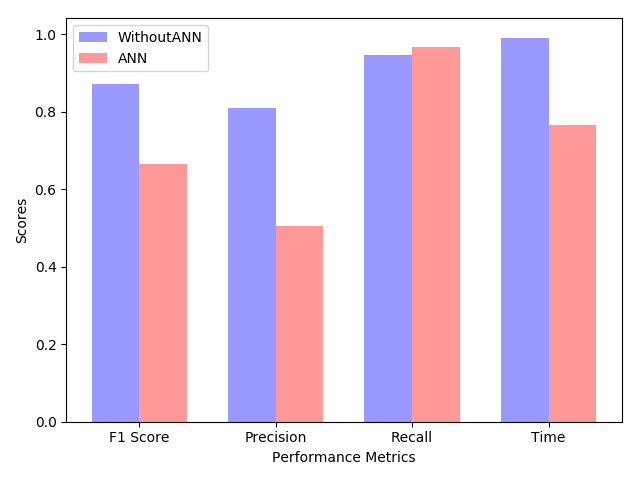 WithoutANN
ANN
1.0
0.8
0.6
0.4
0.2
0.0
Scores
F1 Score Precision Recall Time
Performance Metrics